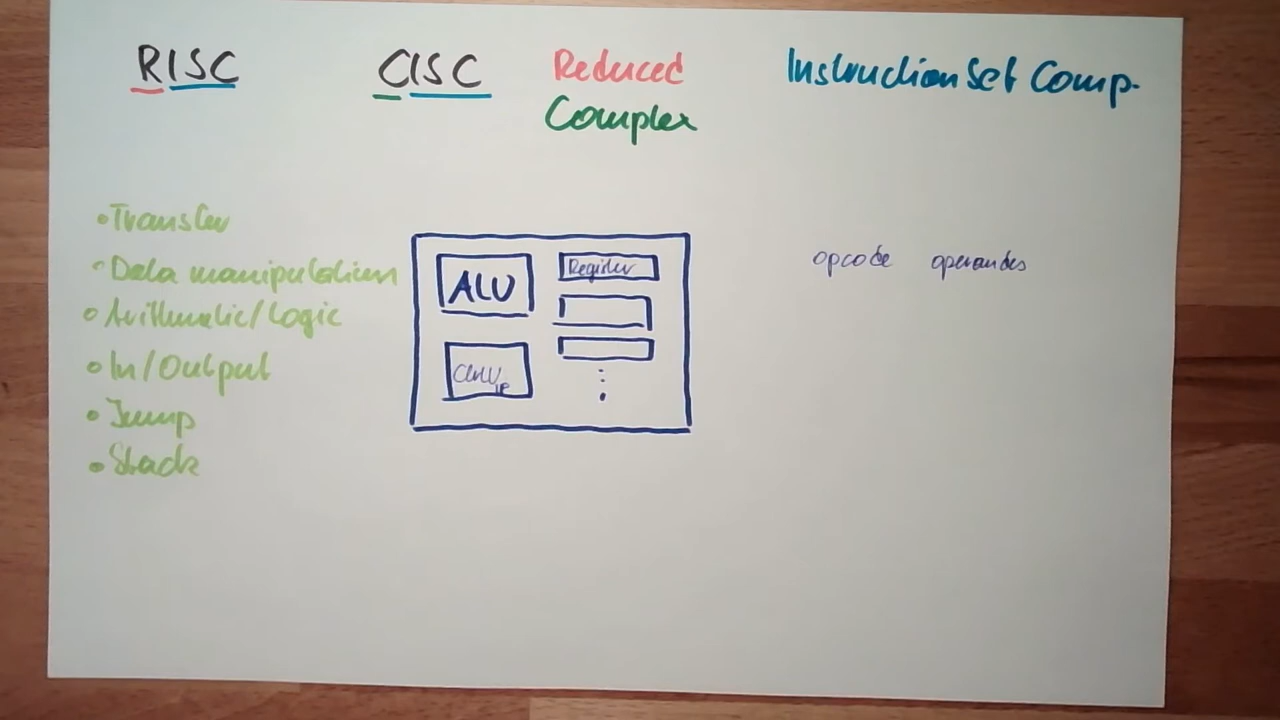 RISC CISC Reduced Instruction Set Comp.
Complex
• Transfer
• Data manipulation
• Arithmetic/Logic
• In/Output
• Jump
• Stack
ALU
Register
opcode operandes